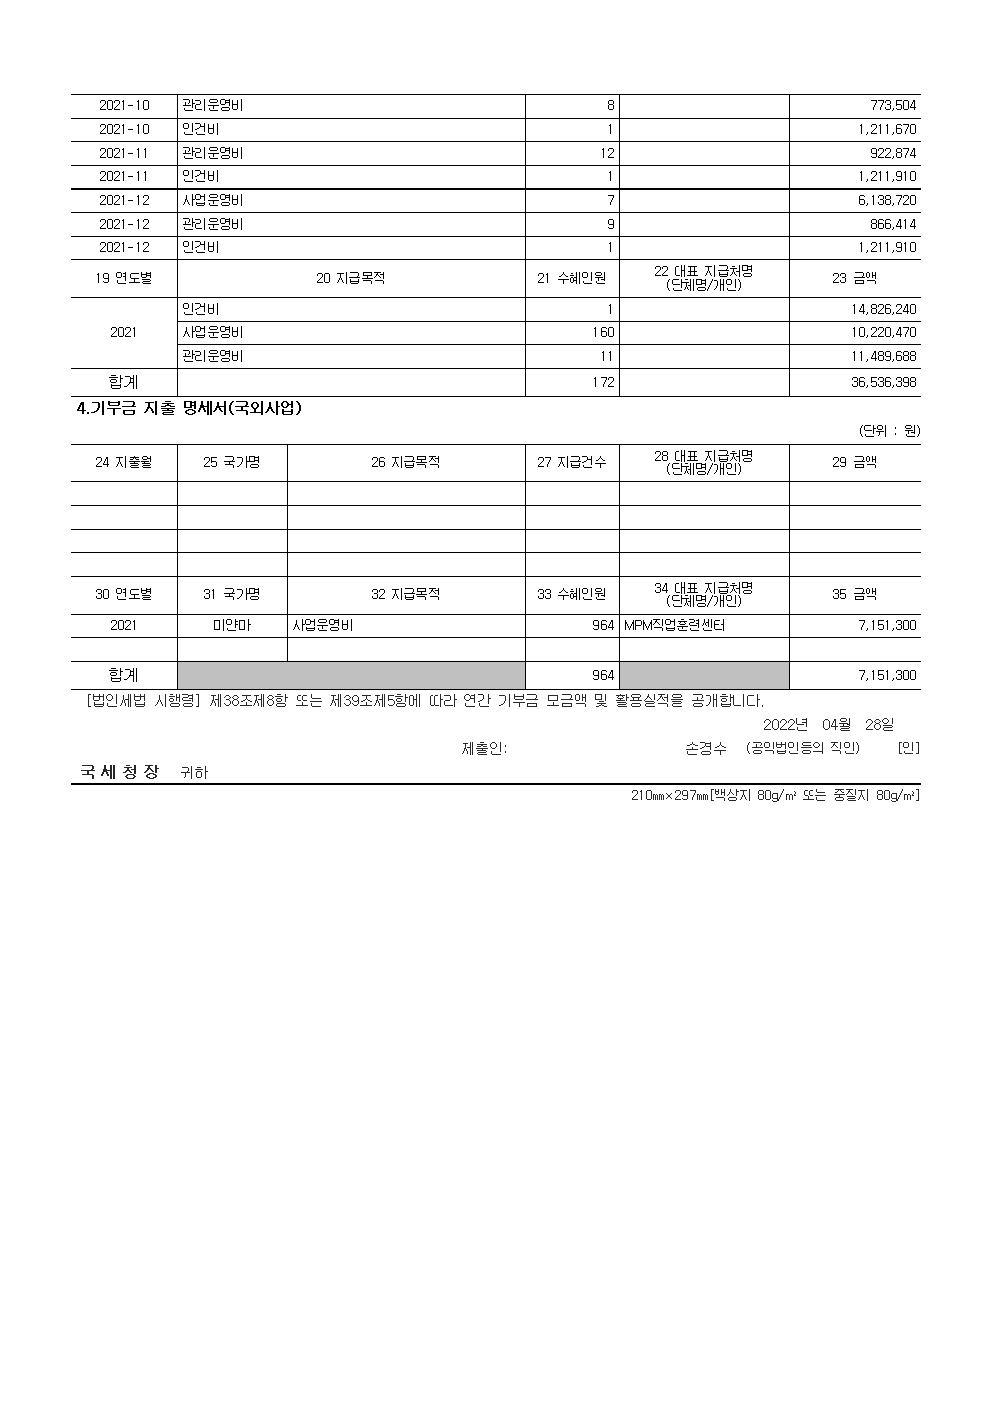 2021-10 관리운영비 8 773,504
2021-10 인건비 1 1,211,670
2021-11 관리운영비 12 922,874
2021-11 인건비 1 1,211,910
2021-12 사업운영비 7 6,138,720
2021-12 관리운영비 9 866,414
2021-12 인건비 1 1,211,910
19 연도별 20 지급목적 21 수혜인원 22 대표 지급처명 (단체명/개인) 23 금액
2021 인건비 1 14,826,240
사업운영비 160 10,220,470
관리운영비 11 11,489,688
합계 172 36,536,398
4.기부금 지출 명세서(국외사업)
(단위 : 원)
24 지출월 25 국가명 26 지급목적 27 지급건수 28 대표 지급처명 (단체명/개인) 29 금액
30 연도별 31 국가명 32 지급목적 33 수혜인원 34 대표 지급처명 (단체명/개인) 35 금액
2021 미얀마 사업운영비 964 MPM직업훈련센터 7,151,300
합계 964 7,151,300
[법인세법 시행령] 제38조제8항 또는 제39조제5항에 따라 연간 기부금 모금액 및 활용실적을 공개합니다.
2022년 04월 28일
제출인: 손경수 (공익법인등의 직인) [인]
국세청장 귀하
210㎜×297㎜[백상지 80g/㎡ 또는 중질지 80g/㎡]